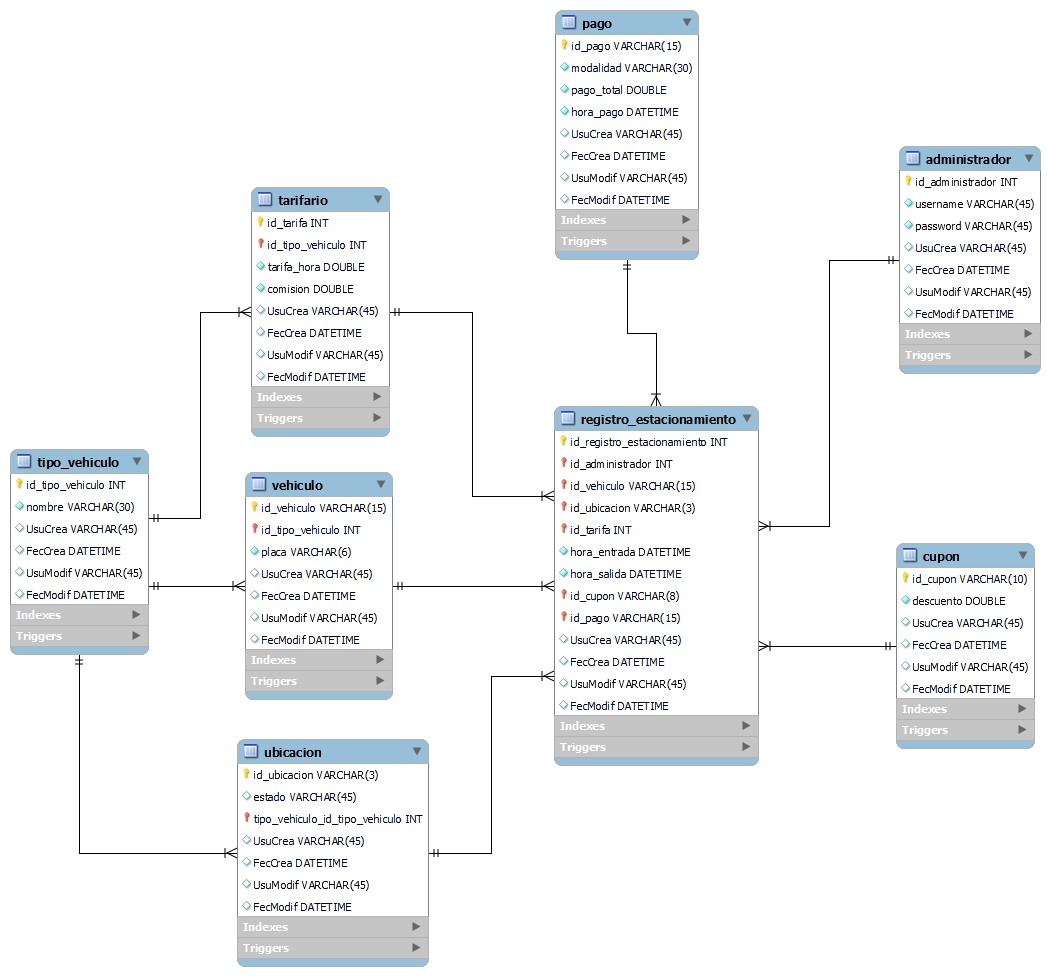 pago
id_pago VARCHAR(15)
modalidad VARCHAR(30)
pago_total DOUBLE
hora_pago DATETIME
UsuCrea VARCHAR(45)
FecCrea DATETIME
UsuModif VARCHAR(45)
FecModif DATETIME
Indexes
Triggers
administrador
id_administrador INT
username VARCHAR(45)
password VARCHAR(45)
UsuCrea VARCHAR(45)
FecCrea DATETIME
UsuModif VARCHAR(45)
FecModif DATETIME
Indexes
Triggers
tarifario
id_tarifa INT
id_tipo_vehiculo INT
tarifa_hora DOUBLE
comision DOUBLE
UsuCrea VARCHAR(45)
FecCrea DATETIME
UsuModif VARCHAR(45)
FecModif DATETIME
Indexes
Triggers
registro_estacionamiento
id_registro_estacionamiento INT
id_administrador INT
id_vehiculo VARCHAR(15)
id_ubicacion VARCHAR(3)
id_tarifa INT
hora_entrada DATETIME
hora_salida DATETIME
id_cupon VARCHAR(8)
id_pago VARCHAR(15)
UsuCrea VARCHAR(45)
FecCrea DATETIME
UsuModif VARCHAR(45)
FecModif DATETIME
Indexes
Triggers
tipo_vehiculo
id_tipo_vehiculo INT
nombre VARCHAR(30)
UsuCrea VARCHAR(45)
FecCrea DATETIME
UsuModif VARCHAR(45)
FecModif DATETIME
Indexes
Triggers
vehiculo
id_vehiculo VARCHAR(15)
id_tipo_vehiculo INT
placa VARCHAR(6)
UsuCrea VARCHAR(45)
FecCrea DATETIME
UsuModif VARCHAR(45)
FecModif DATETIME
Indexes
Triggers
cupon
id_cupon VARCHAR(10)
descuento DOUBLE
UsuCrea VARCHAR(45)
FecCrea DATETIME
UsuModif VARCHAR(45)
FecModif DATETIME
Indexes
Triggers
ubicacion
id_ubicacion VARCHAR(3)
estado VARCHAR(45)
tipo_vehiculo_id_tipo_vehiculo INT
UsuCrea VARCHAR(45)
FecCrea DATETIME
UsuModif VARCHAR(45)
FecModif DATETIME
Indexes
Triggers